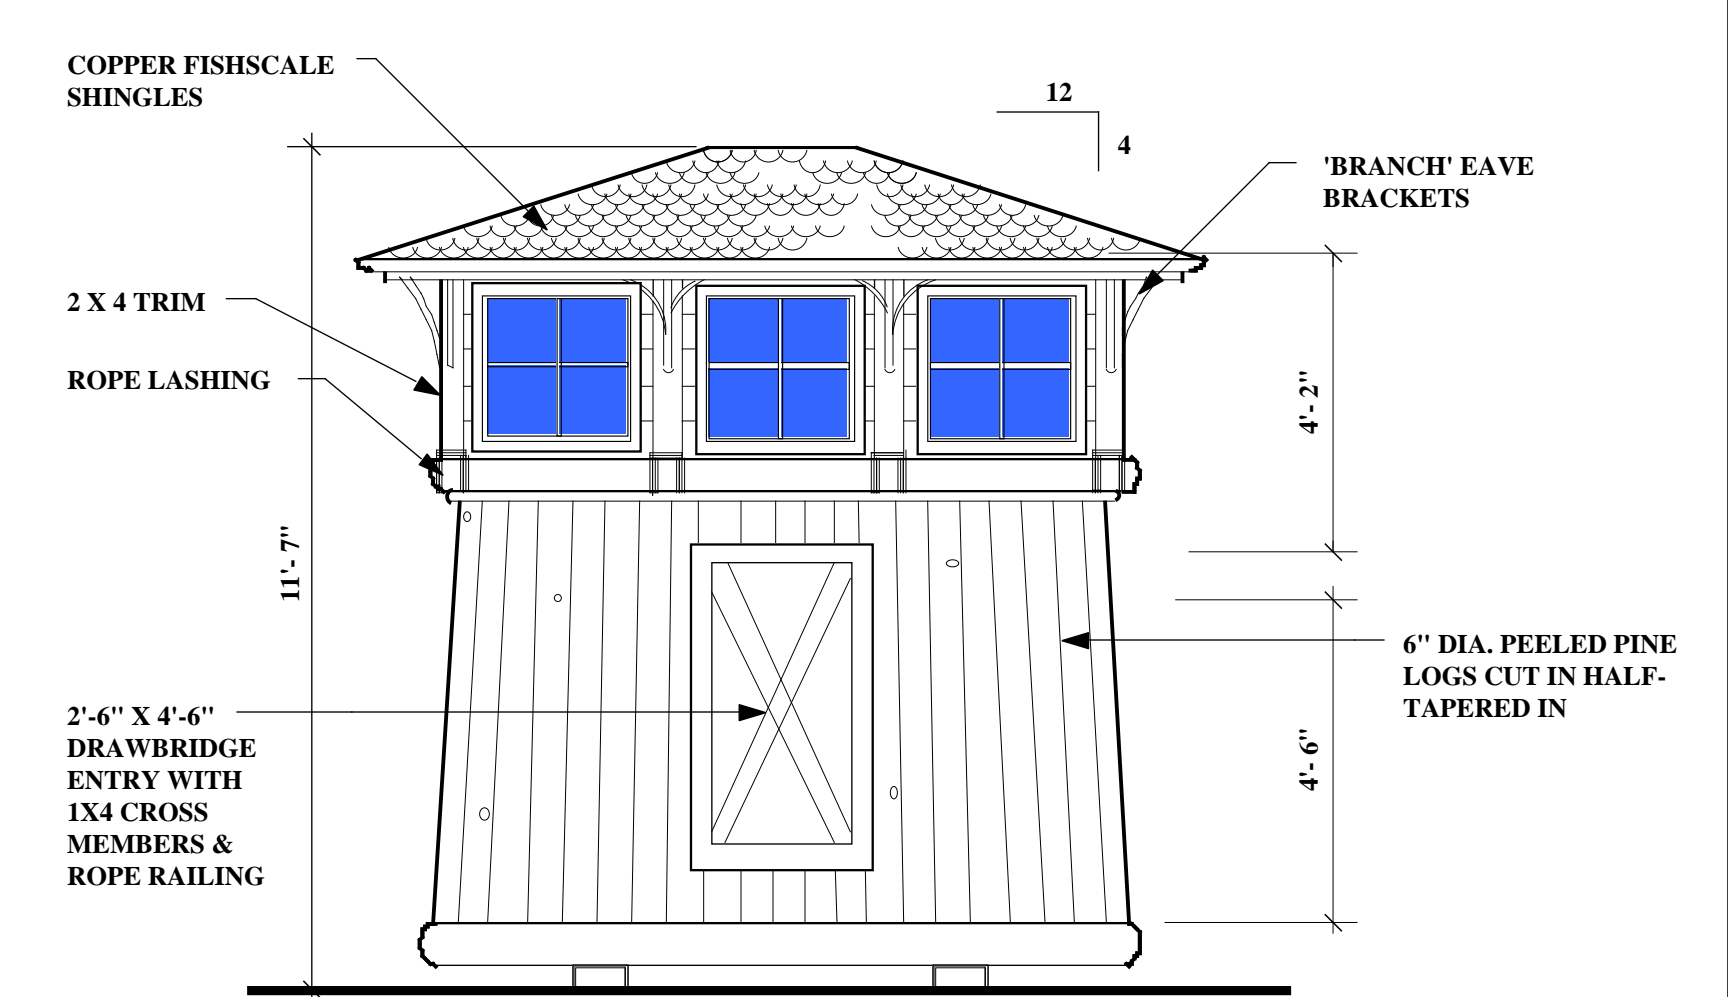 COPPER FISHSCALE
SHINGLES
12
4
'BRANCH' EAVE
BRACKETS
2 X 4 TRIM
ROPE LASHING
4'- 2"
11'- 7"
6" DIA. PEELED PINE
LOGS CUT IN HALF-
TAPERED IN
2'-6" X 4'-6"
DRAWBRIDGE
ENTRY WITH
1X4 CROSS
MEMBERS &
ROPE RAILING
4'- 6"